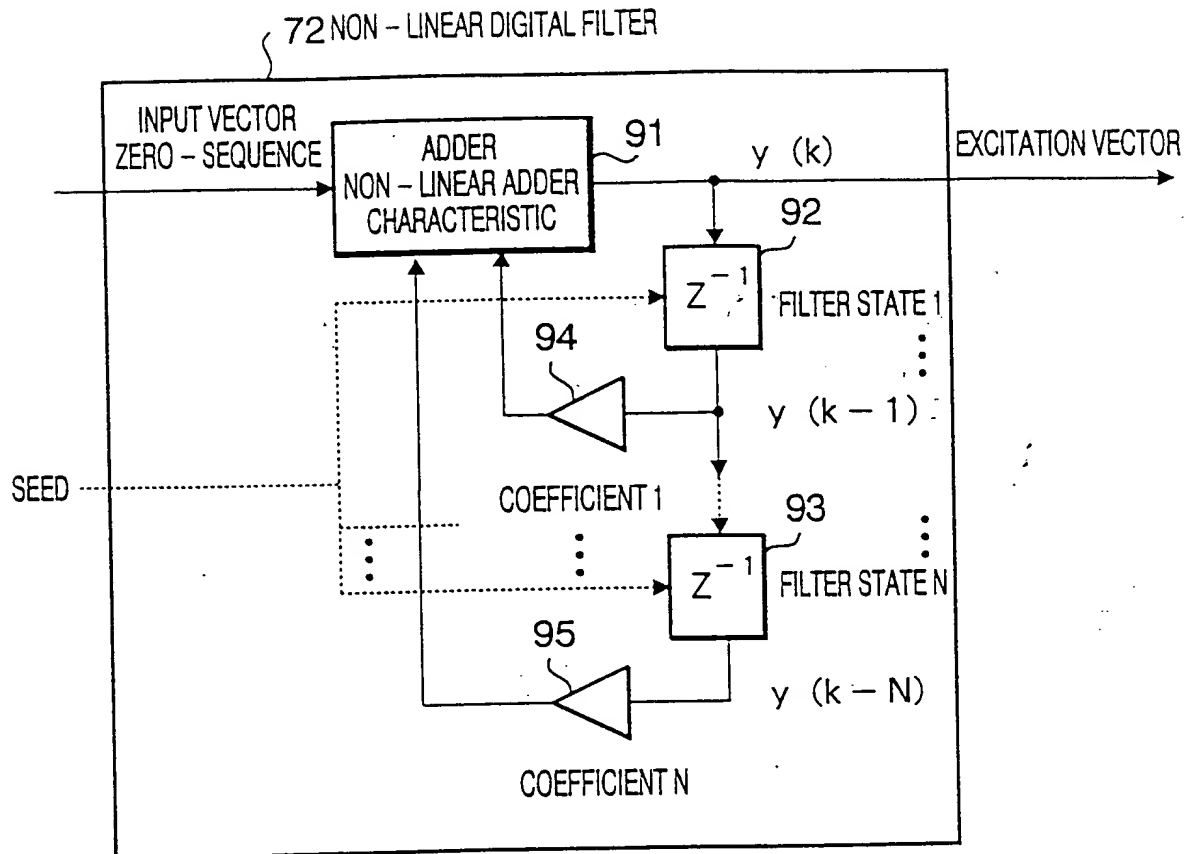 72 NON - LINEAR DIGITAL FILTER
INPUT VECTOR
ZERO - SEQUENCE
ADDER
NON - LINEAR ADDER
CHARACTERISTIC
91
y (k)
EXCITATION VECTOR
92
Z⁻¹
FILTER STATE 1
94
y (k - 1)
SEED
COEFFICIENT 1
93
Z⁻¹
FILTER STATE N
95
y (k - N)
COEFFICIENT N